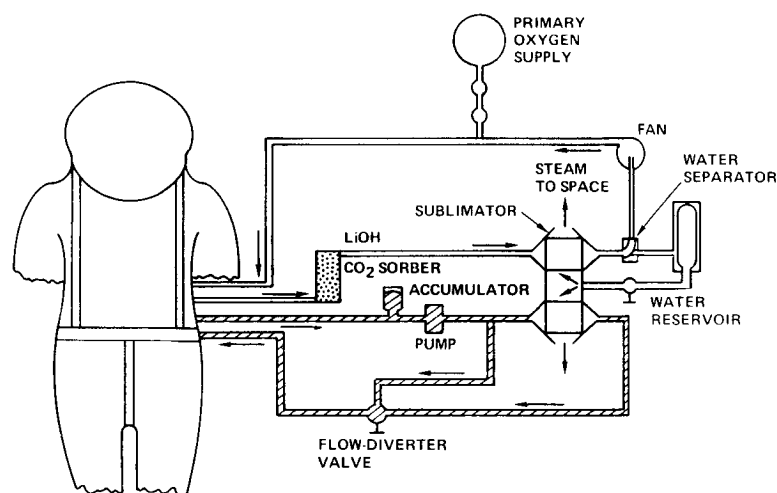 PRIMARY
OXYGEN
SUPPLY
FAN
WATER
SEPARATOR
STEAM
TO SPACE
SUBLIMATOR
LiOH
CO2 SORBER
ACCUMULATOR
WATER
RESERVOIR
PUMP
FLOW-DIVERTER
VALVE